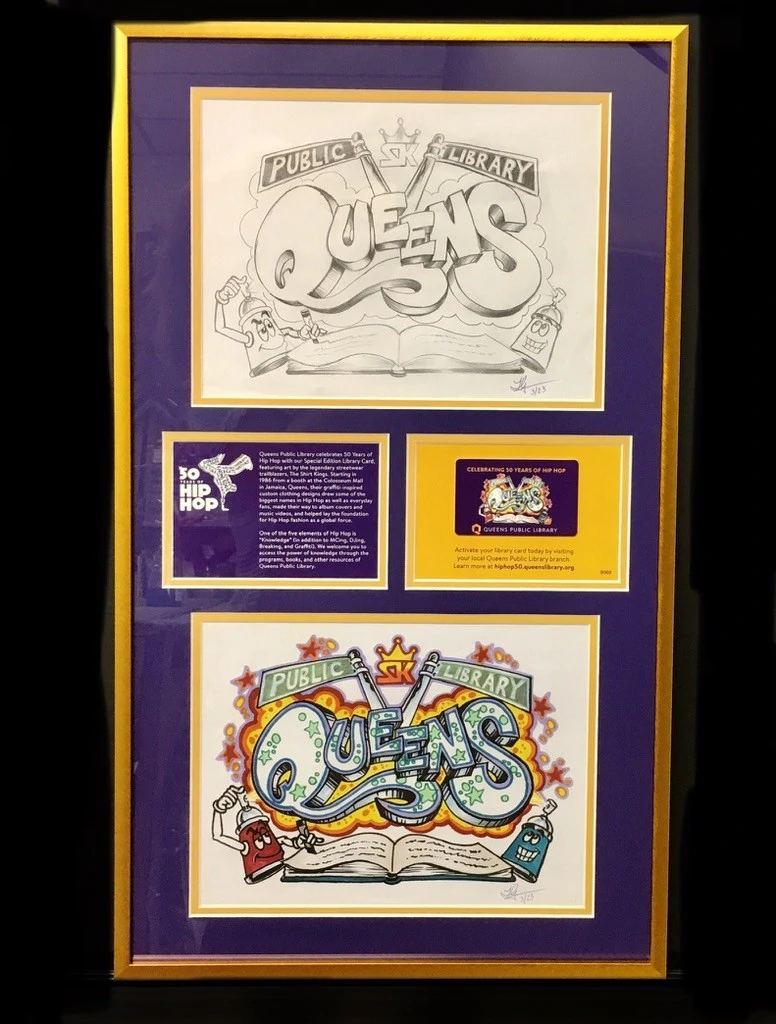 PUBLIC
SK
LIBRARY
QUEENS
3/23
50
YEARS OF
HIP
HOP
Queens Public Library celebrates 50 Years of
Hip Hop with our Special Edition Library Card,
featuring art by the legendary streetwear
trailblazers, The Shirt Kings. Starting in
1986 from a booth at the Colosseum Mall
in Jamaica, Queens, their graffiti-inspired
custom clothing designs drew some of the
biggest names in Hip Hop as well as everyday
fans, made their way to album covers and
music videos, and helped lay the foundation
for Hip Hop fashion as a global force.
One of the five elements of Hip Hop is
"Knowledge" (in addition to MCing, DJing,
Breaking, and Graffiti). We welcome you to
access the power of knowledge through the
programs, books, and other resources of
Queens Public Library.
CELEBRATING 50 YEARS OF HIP HOP
QUEENS
QUEENS PUBLIC LIBRARY
Activate your library card today by visiting
your local Queens Public Library branch.
Learn more at hiphop50.queenslibrary.org
PUBLIC
SK
LIBRARY
QUEENS
3/23